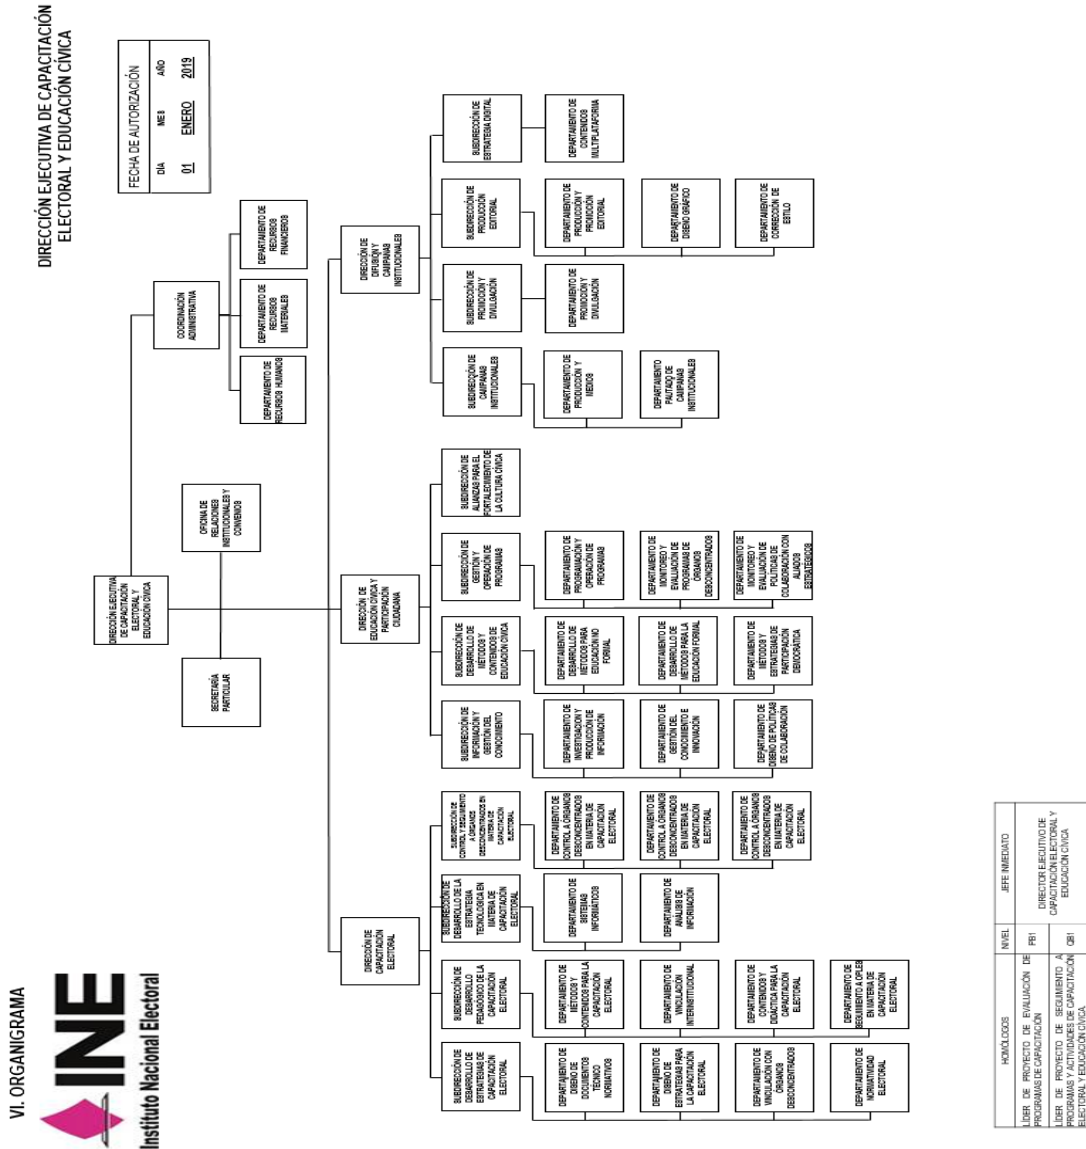 VI. ORGANIGRAMA
INE
Instituto Nacional Electoral
DIRECCIÓN EJECUTIVA DE CAPACITACIÓN
ELECTORAL Y EDUCACIÓN CÍVICA
FECHA DE AUTORIZACIÓN
DÍA MES AÑO
01 ENERO 2019
DIRECCIÓN EJECUTIVA
DE CAPACITACIÓN
ELECTORAL Y
EDUCACIÓN CÍVICA
SECRETARÍA
PARTICULAR
OFICINA DE
RELACIONES
INSTITUCIONALES Y
CONVENIOS
COORDINACIÓN
ADMINISTRATIVA
DEPARTAMENTO DE
RECURSOS HUMANOS
DEPARTAMENTO DE
RECURSOS
MATERIALES
DEPARTAMENTO DE
RECURSOS
FINANCIEROS
DIRECCIÓN DE
CAPACITACIÓN
ELECTORAL
DIRECCIÓN DE
EDUCACIÓN CÍVICA Y
PARTICIPACIÓN
CIUDADANA
DIRECCIÓN DE
DIFUSIÓN Y
CAMPAÑAS
INSTITUCIONALES
SUBDIRECCIÓN DE
DESARROLLO DE
ESTRATEGIAS DE
CAPACITACIÓN
ELECTORAL
SUBDIRECCIÓN DE
DESARROLLO
PEDAGÓGICO DE LA
CAPACITACIÓN
ELECTORAL
SUBDIRECCIÓN DE
DESARROLLO DE LA
ESTRATEGIA
TECNOLÓGICA EN
MATERIA DE
CAPACITACIÓN
ELECTORAL
SUBDIRECCIÓN DE
CONTROL Y SEGUIMIENTO
A ÓRGANOS
DESCONCENTRADOS EN
MATERIA DE
CAPACITACIÓN
ELECTORAL
SUBDIRECCIÓN DE
INFORMACIÓN Y
GESTIÓN DEL
CONOCIMIENTO
SUBDIRECCIÓN DE
DESARROLLO DE
MÉTODOS Y
CONTENIDOS DE
EDUCACIÓN CÍVICA
SUBDIRECCIÓN DE
GESTIÓN Y
OPERACIÓN DE
PROGRAMAS
SUBDIRECCIÓN DE
ALIANZAS PARA EL
FORTALECIMIENTO DE
LA CULTURA CÍVICA
SUBDIRECCIÓN DE
CAMPAÑAS
INSTITUCIONALES
SUBDIRECCIÓN DE
PROMOCIÓN Y
DIVULGACIÓN
SUBDIRECCIÓN DE
PRODUCCIÓN
EDITORIAL
SUBDIRECCIÓN DE
ESTRATEGIA DIGITAL
DEPARTAMENTO DE
DISEÑO DE
DOCUMENTOS
TÉCNICO
NORMATIVOS
DEPARTAMENTO DE
MÉTODOS Y
CONTENIDOS PARA LA
CAPACITACIÓN
ELECTORAL
DEPARTAMENTO DE
SISTEMAS
INFORMÁTICOS
DEPARTAMENTO DE
CONTROL A ÓRGANOS
DESCONCENTRADOS
EN MATERIA DE
CAPACITACIÓN
ELECTORAL
DEPARTAMENTO DE
INVESTIGACIÓN Y
PRODUCCIÓN DE
INFORMACIÓN
DEPARTAMENTO DE
DESARROLLO DE
MÉTODOS PARA
EDUCACIÓN NO
FORMAL
DEPARTAMENTO DE
PROGRAMACIÓN Y
OPERACIÓN DE
PROGRAMAS
DEPARTAMENTO DE
PRODUCCIÓN Y
MEDIOS
DEPARTAMENTO DE
PROMOCIÓN Y
DIVULGACIÓN
DEPARTAMENTO DE
PRODUCCIÓN Y
PROMOCIÓN
EDITORIAL
DEPARTAMENTO DE
CONTENIDOS
MULTIPLATAFORMA
DEPARTAMENTO DE
DISEÑO DE
ESTRATEGIAS PARA
LA CAPACITACIÓN
ELECTORAL
DEPARTAMENTO DE
VINCULACIÓN
INTERINSTITUCIONAL
DEPARTAMENTO DE
ANÁLISIS DE
INFORMACIÓN
DEPARTAMENTO DE
CONTROL A ÓRGANOS
DESCONCENTRADOS
EN MATERIA DE
CAPACITACIÓN
ELECTORAL
DEPARTAMENTO DE
GESTIÓN DEL
CONOCIMIENTO E
INNOVACIÓN
DEPARTAMENTO DE
DESARROLLO DE
MÉTODOS PARA LA
EDUCACIÓN FORMAL
DEPARTAMENTO DE
MONITOREO Y
EVALUACIÓN DE
PROGRAMAS DE
ÓRGANOS
DESCONCENTRADOS
DEPARTAMENTO
PAUTADO DE
CAMPAÑAS
INSTITUCIONALES
DEPARTAMENTO DE
DISEÑO GRÁFICO
DEPARTAMENTO DE
VINCULACIÓN CON
ÓRGANOS
DESCONCENTRADOS
DEPARTAMENTO DE
CONTENIDOS Y
DIDÁCTICA PARA LA
CAPACITACIÓN
ELECTORAL
DEPARTAMENTO DE
CONTROL A ÓRGANOS
DESCONCENTRADOS
EN MATERIA DE
CAPACITACIÓN
ELECTORAL
DEPARTAMENTO DE
DISEÑO DE POLÍTICAS
DE COLABORACIÓN
DEPARTAMENTO DE
MÉTODOS Y
ESTRATEGIAS DE
PARTICIPACIÓN
DEMOCRÁTICA
DEPARTAMENTO DE
MONITOREO Y
EVALUACIÓN DE
POLÍTICAS DE
COLABORACIÓN CON
ALIADOS
ESTRATÉGICOS
DEPARTAMENTO DE
CORRECCIÓN DE
ESTILO
DEPARTAMENTO DE
NORMATIVIDAD
ELECTORAL
DEPARTAMENTO DE
SEGUIMIENTO A OPLES
EN MATERIA DE
CAPACITACIÓN
ELECTORAL
HOMÓLOGOS NIVEL JEFE INMEDIATO
LÍDER DE PROYECTO DE EVALUACIÓN DE
PROGRAMAS DE CAPACITACIÓN
PB1
LÍDER DE PROYECTO DE SEGUIMIENTO A
PROGRAMAS Y ACTIVIDADES DE CAPACITACIÓN
ELECTORAL Y EDUCACIÓN CÍVICA
QB1
DIRECTOR EJECUTIVO DE
CAPACITACIÓN ELECTORAL Y
EDUCACIÓN CÍVICA